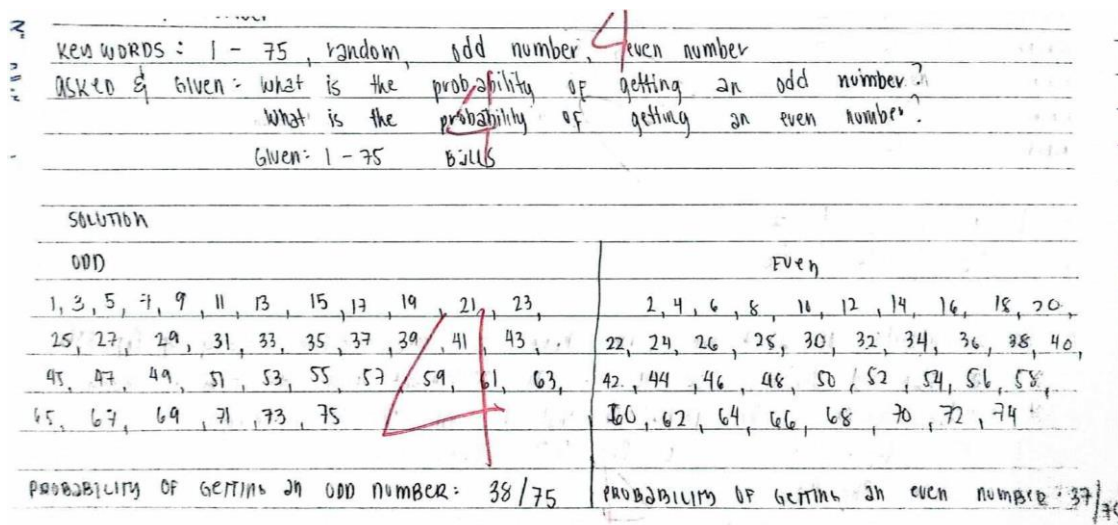 KEY WORDS : 1 - 75, random, odd number, even number
4
asked & Given : what is the probability of getting an odd number?
what is the probability of getting an even number?
4
Given: 1 - 75 Balls
SOLUTION
ODD
1, 3, 5, 7, 9, 11, 13, 15, 17, 19, 21, 23,
25, 27, 29, 31, 33, 35, 37, 39, 41, 43,
45, 47, 49, 51, 53, 55, 57, 59, 61, 63,
65, 67, 69, 71, 73, 75
4
PROBABILITY OF GETTING an ODD NUMBER: 38/75
Even
2, 4, 6, 8, 10, 12, 14, 16, 18, 20,
22, 24, 26, 28, 30, 32, 34, 36, 38, 40,
42, 44, 46, 48, 50, 52, 54, 56, 58,
60, 62, 64, 66, 68, 70, 72, 74
PROBABILITY OF GETTING an even NUMBER: 37/75